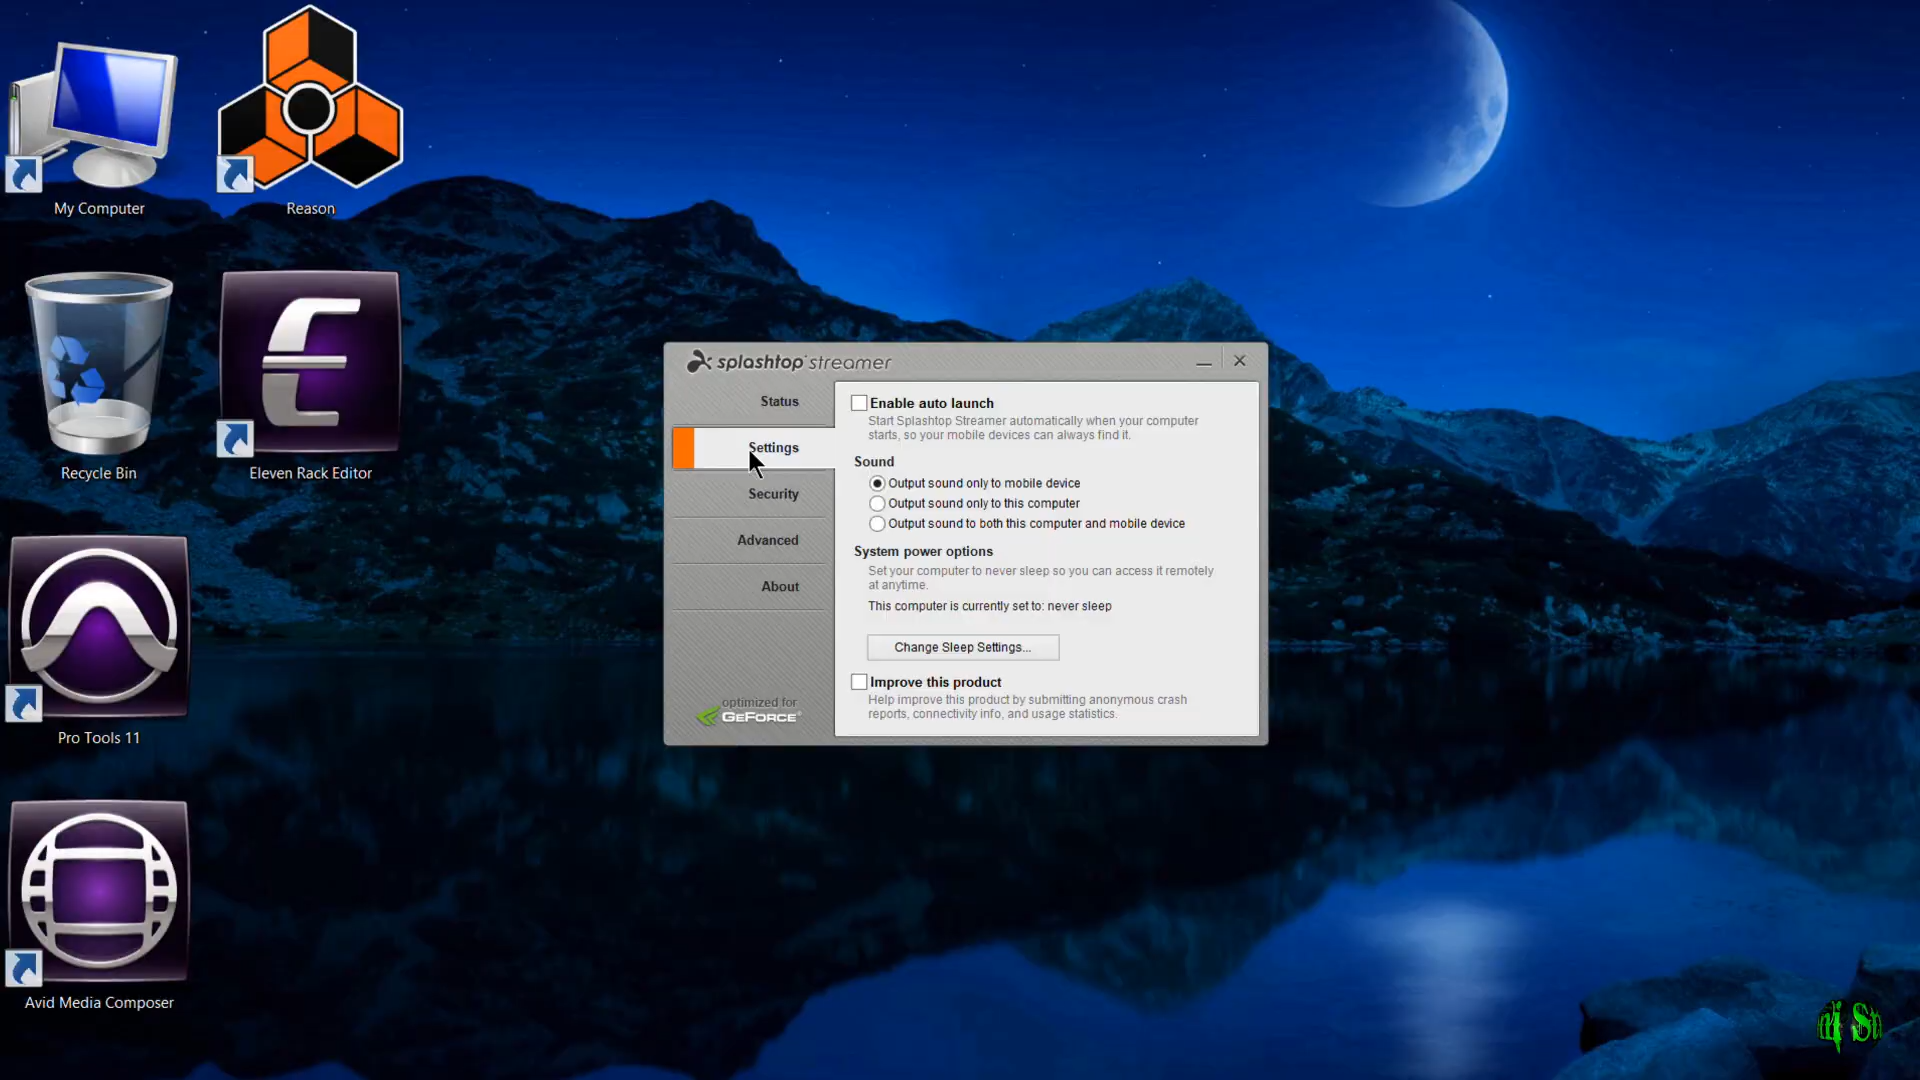 My Computer
Reason
Recycle Bin
Eleven Rack Editor
Pro Tools 11
Avid Media Composer
splashtop streamer
Status
Settings
Security
Advanced
About
optimized for
GEFORCE
Enable auto launch
Start Splashtop Streamer automatically when your computer
starts, so your mobile devices can always find it.
Sound
Output sound only to mobile device
Output sound only to this computer
Output sound to both this computer and mobile device
System power options
Set your computer to never sleep so you can access it remotely
at anytime.
This computer is currently set to: never sleep
Change Sleep Settings...
Improve this product
Help improve this product by submitting anonymous crash
reports, connectivity info, and usage statistics.